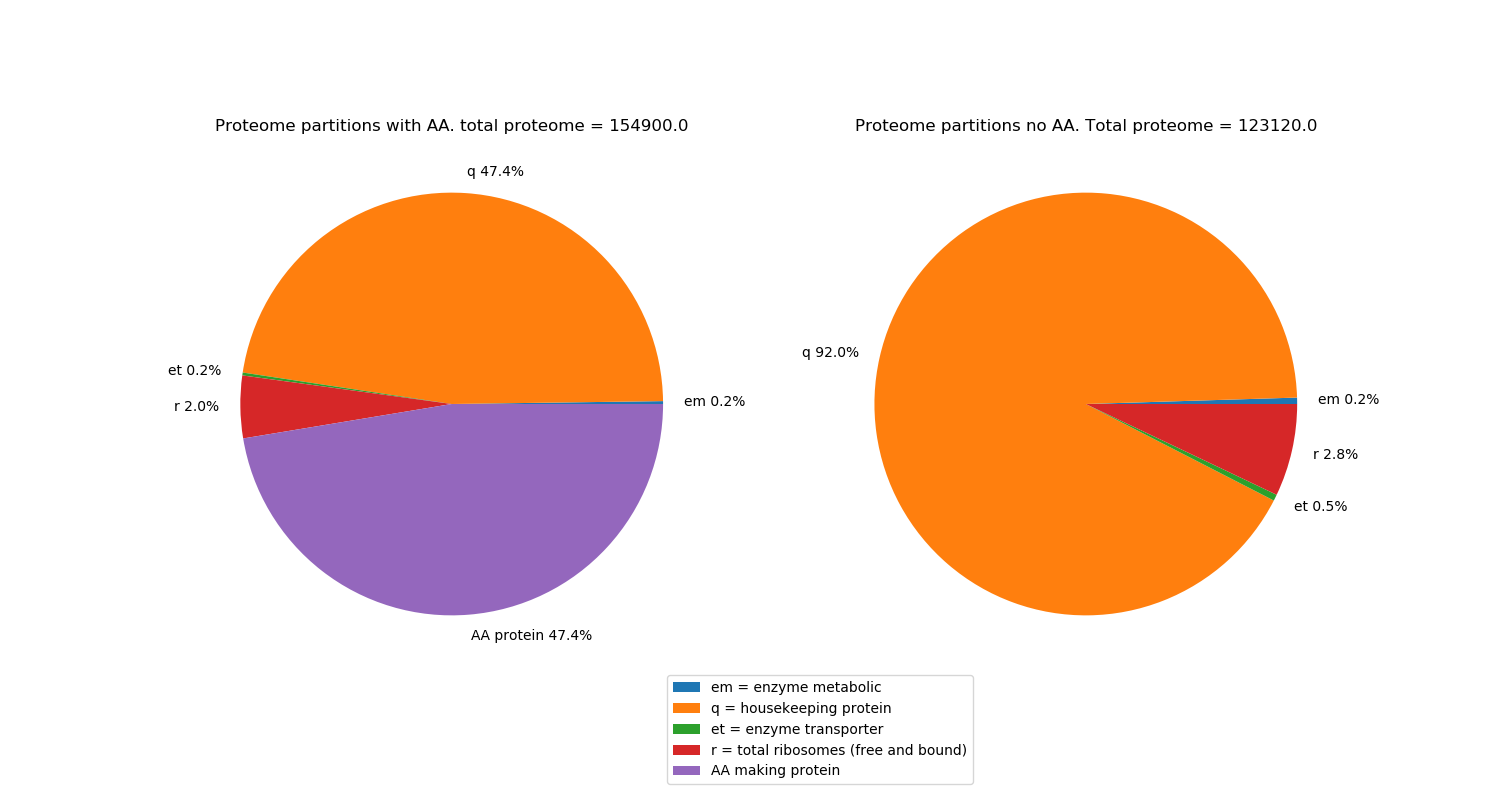 Proteome partitions with AA. total proteome = 154900.0
q 47.4%
et 0.2%
r 2.0%
em 0.2%
AA protein 47.4%
Proteome partitions no AA. Total proteome = 123120.0
q 92.0%
em 0.2%
r 2.8%
et 0.5%
em = enzyme metabolic
q = housekeeping protein
et = enzyme transporter
r = total ribosomes (free and bound)
AA making protein